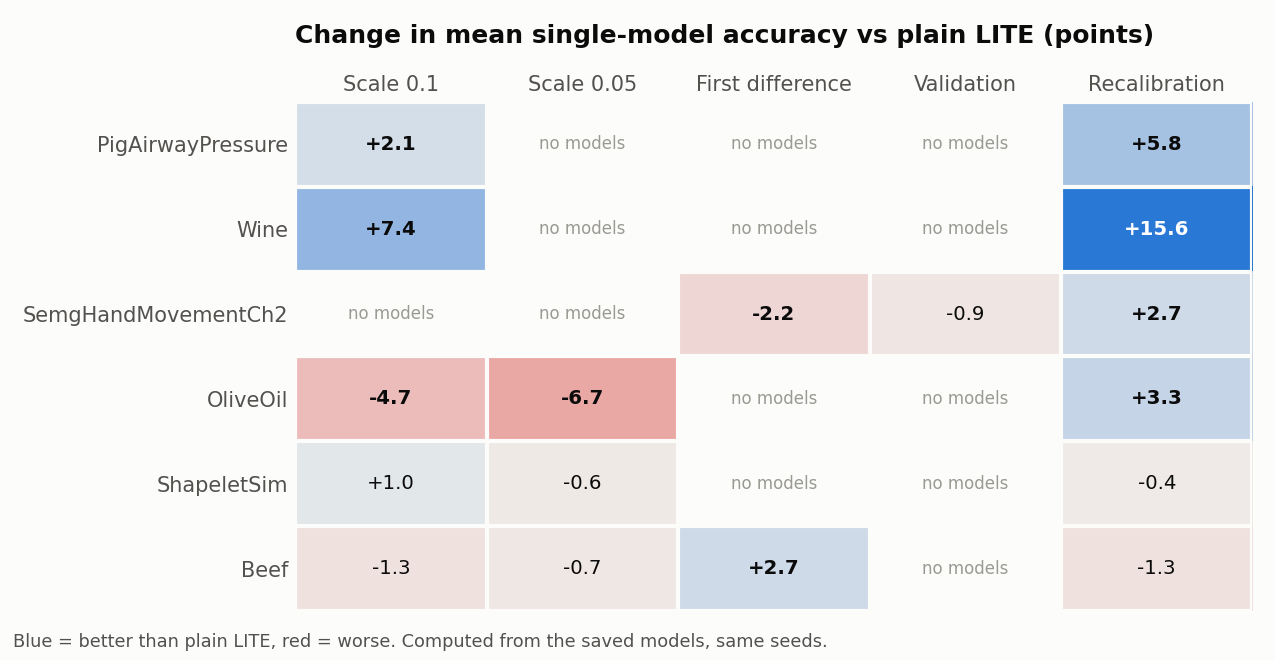 Change in mean single-model accuracy vs plain LITE (points)
Scale 0.1 Scale 0.05 First difference Validation Recalibration
PigAirwayPressure +2.1 no models no models no models +5.8
Wine +7.4 no models no models no models +15.6
SemgHandMovementCh2 no models no models -2.2 -0.9 +2.7
OliveOil -4.7 -6.7 no models no models +3.3
ShapeletSim +1.0 -0.6 no models no models -0.4
Beef -1.3 -0.7 +2.7 no models -1.3
Blue = better than plain LITE, red = worse. Computed from the saved models, same seeds.